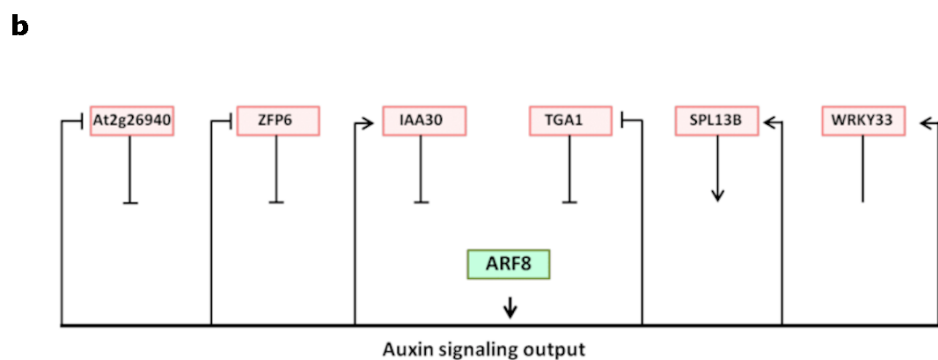 b
At2g26940 ZFP6 IAA30 TGA1 SPL13B WRKY33
ARF8
Auxin signaling output